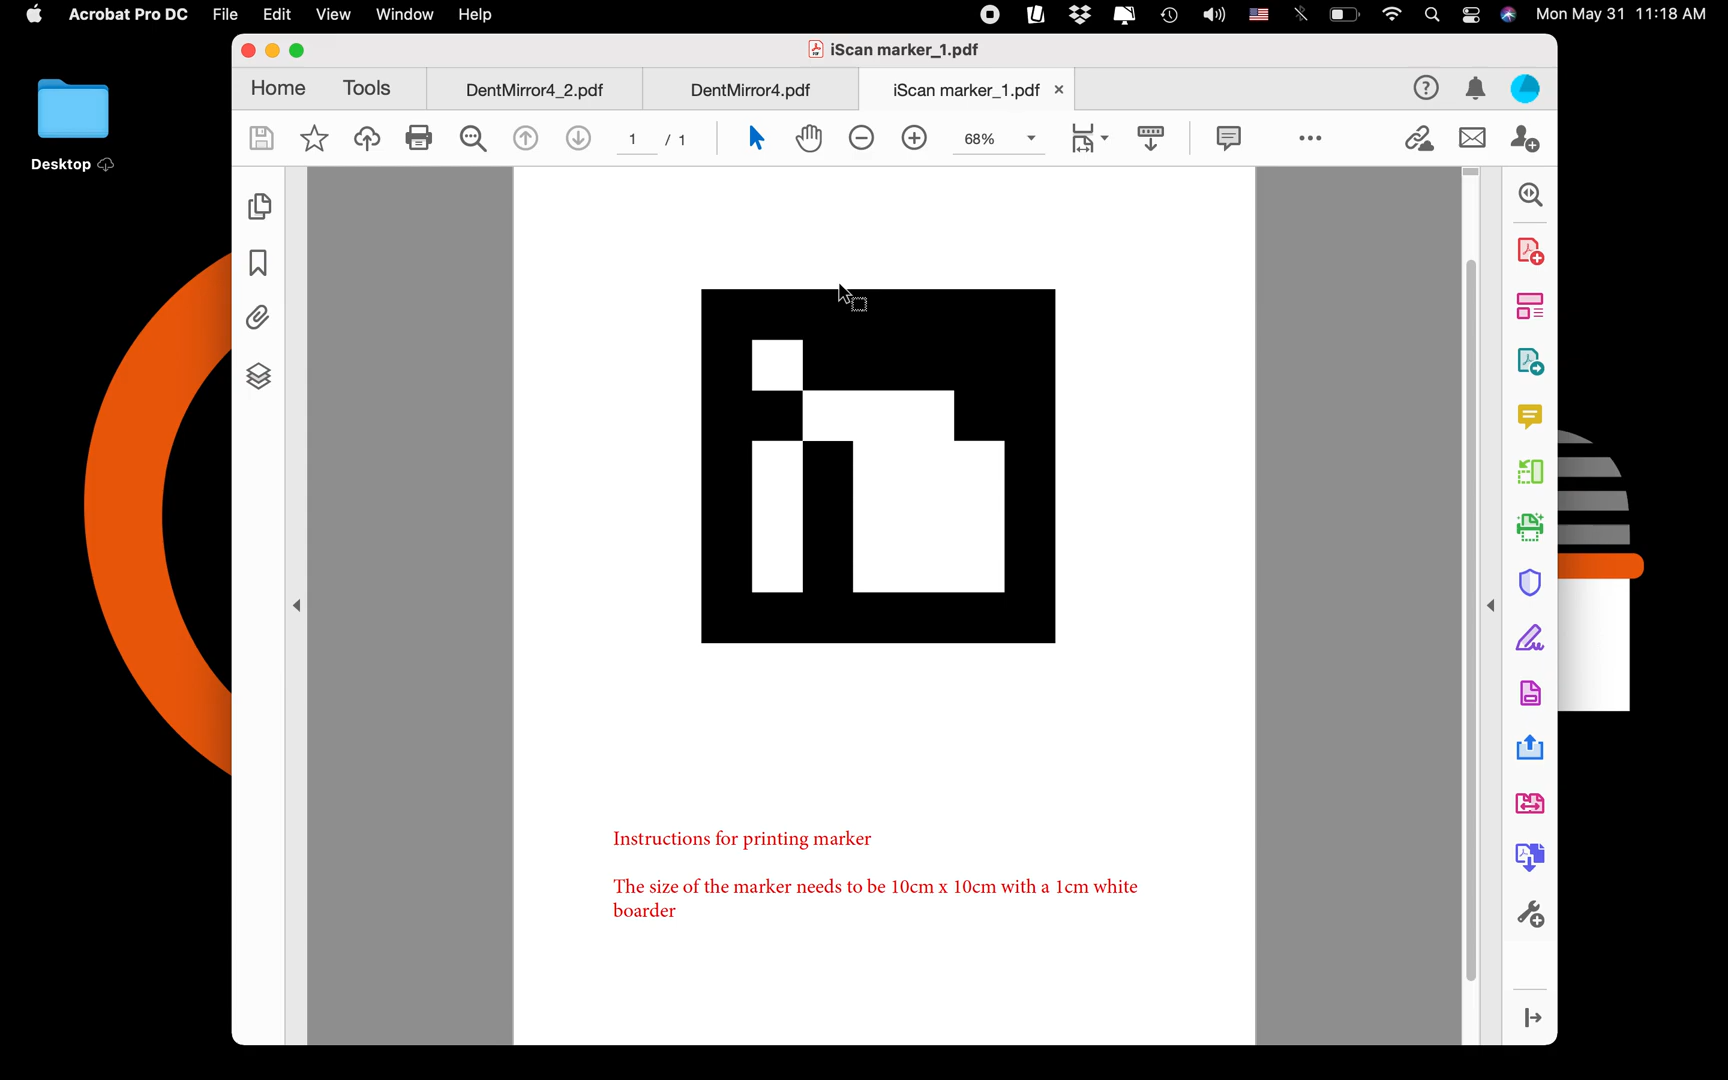 Acrobat Pro DC File Edit View Window Help Mon May 31 11:18 AM
iScan marker_1.pdf
Home Tools DentMirror4_2.pdf DentMirror4.pdf iScan marker_1.pdf ×
1 / 1 68%
Desktop
Instructions for printing marker
The size of the marker needs to be 10cm x 10cm with a 1cm white
boarder